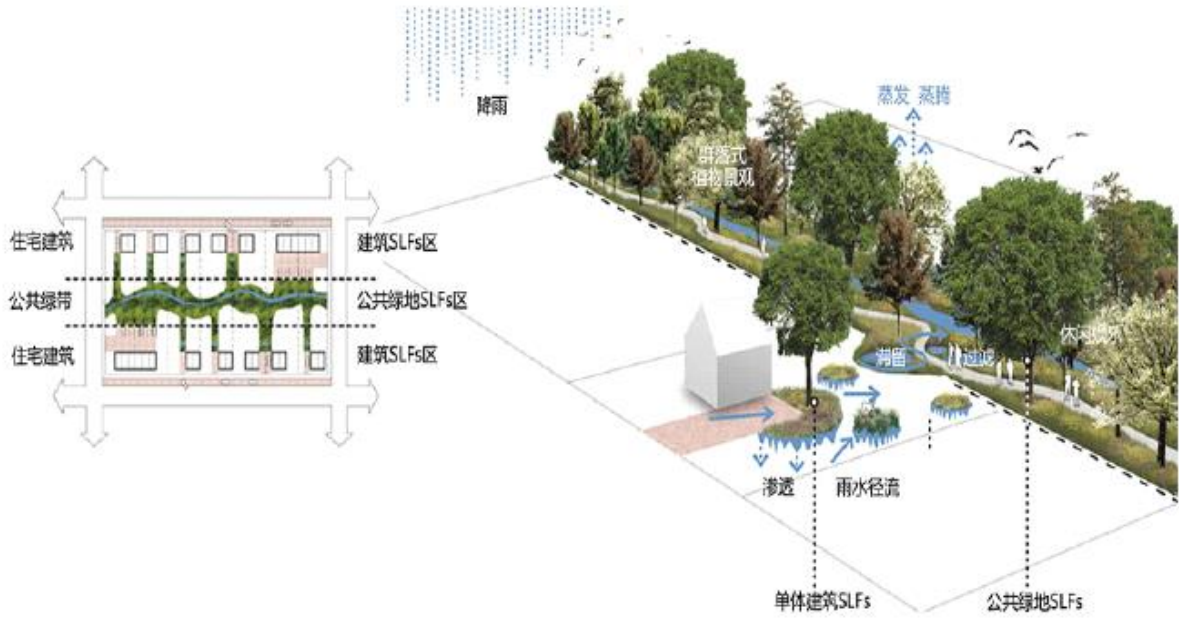 降雨
蒸发 蒸腾
群落式
植物景观
住宅建筑
建筑SLFs区
公共绿带
公共绿地SLFs区
住宅建筑
建筑SLFs区
滞留
渗透
雨水径流
单体建筑SLFs
公共绿地SLFs